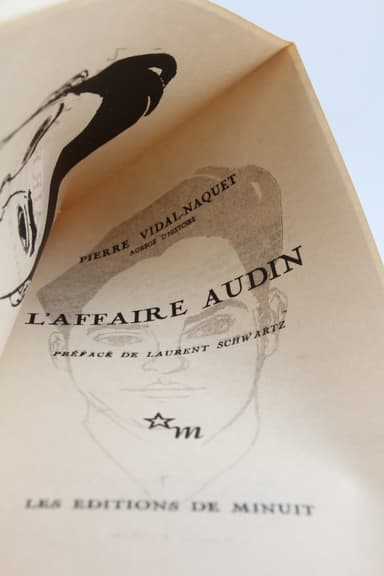 PIERRE VIDAL-NAQUET
AGRÉGÉ D'HISTOIRE
L'AFFAIRE AUDIN
PRÉFACE DE LAURENT SCHWARTZ
m
LES EDITIONS DE MINUIT